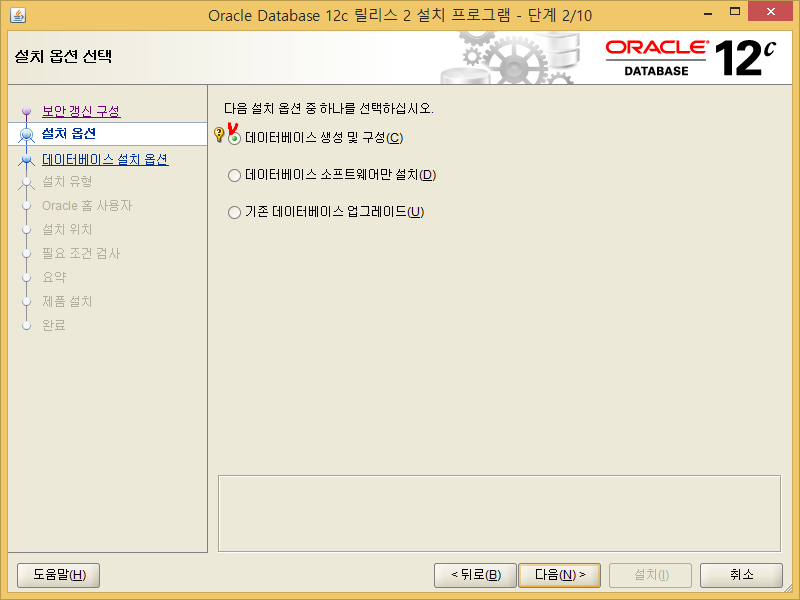 Oracle Database 12c 릴리스 2 설치 프로그램 - 단계 2/10
설치 옵션 선택
ORACLE®
DATABASE
12c
보안 갱신 구성
설치 옵션
데이터베이스 설치 옵션
설치 유형
Oracle 홈 사용자
설치 위치
필요 조건 검사
요약
제품 설치
완료
다음 설치 옵션 중 하나를 선택하십시오.
데이터베이스 생성 및 구성(C)
데이터베이스 소프트웨어만 설치(D)
기존 데이터베이스 업그레이드(U)
도움말(H)
< 뒤로(B)
다음(N) >
설치(I)
취소